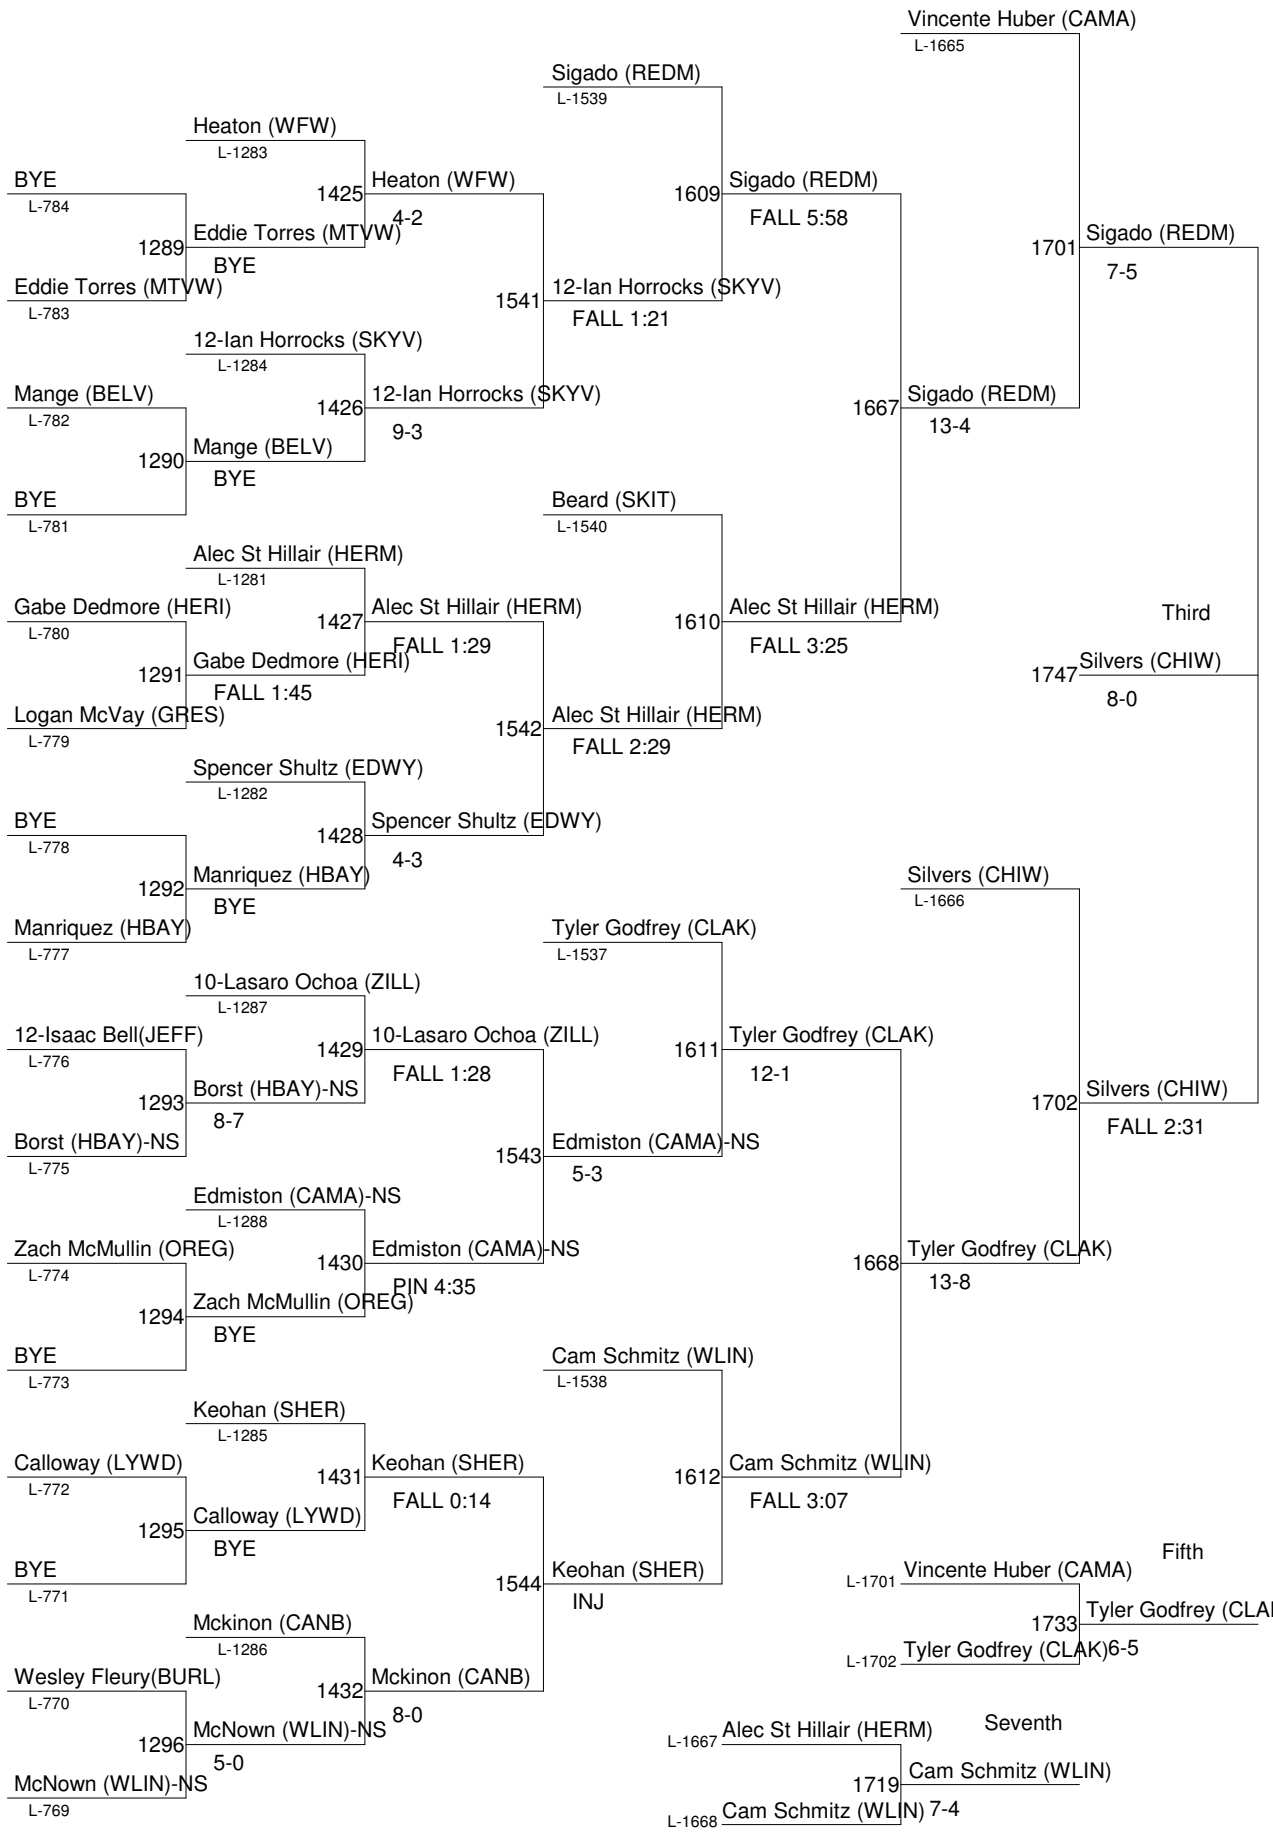 Vincente Huber (CAMA)
L-1665
Sigado (REDM)
L-1539
Heaton (WFW)
L-1283
BYE
L-784
1425
Heaton (WFW)
4-2
1609
Sigado (REDM)
FALL 5:58
1289
Eddie Torres (MTVW)
BYE
1701
Sigado (REDM)
7-5
Eddie Torres (MTVW)
L-783
1541
12-Ian Horrocks (SKYV)
FALL 1:21
12-Ian Horrocks (SKYV)
L-1284
Mange (BELV)
L-782
1426
12-Ian Horrocks (SKYV)
9-3
1667
Sigado (REDM)
13-4
1290
Mange (BELV)
BYE
BYE
L-781
Beard (SKIT)
L-1540
Alec St Hillair (HERM)
L-1281
Gabe Dedmore (HERI)
L-780
1427
Alec St Hillair (HERM)
FALL 1:29
1610
Alec St Hillair (HERM)
FALL 3:25
Third
1291
Gabe Dedmore (HERI)
FALL 1:45
1747
Silvers (CHIW)
8-0
Logan McVay (GRES)
L-779
1542
Alec St Hillair (HERM)
FALL 2:29
Spencer Shultz (EDWY)
L-1282
BYE
L-778
1428
Spencer Shultz (EDWY)
4-3
1292
Manriquez (HBAY)
BYE
Silvers (CHIW)
L-1666
Manriquez (HBAY)
L-777
Tyler Godfrey (CLAK)
L-1537
10-Lasaro Ochoa (ZILL)
L-1287
12-Isaac Bell(JEFF)
L-776
1429
10-Lasaro Ochoa (ZILL)
FALL 1:28
1611
Tyler Godfrey (CLAK)
12-1
1293
Borst (HBAY)-NS
8-7
1702
Silvers (CHIW)
FALL 2:31
Borst (HBAY)-NS
L-775
1543
Edmiston (CAMA)-NS
5-3
Edmiston (CAMA)-NS
L-1288
Zach McMullin (OREG)
L-774
1430
Edmiston (CAMA)-NS
PIN 4:35
1668
Tyler Godfrey (CLAK)
13-8
1294
Zach McMullin (OREG)
BYE
BYE
L-773
Cam Schmitz (WLIN)
L-1538
Keohan (SHER)
L-1285
Calloway (LYWD)
L-772
1431
Keohan (SHER)
FALL 0:14
1612
Cam Schmitz (WLIN)
FALL 3:07
1295
Calloway (LYWD)
BYE
Fifth
BYE
L-771
1544
Keohan (SHER)
INJ
L-1701
Vincente Huber (CAMA)
1733
Tyler Godfrey (CLA
6-5
L-1702
Tyler Godfrey (CLAK)
Mckinon (CANB)
L-1286
Wesley Fleury(BURL)
L-770
1432
Mckinon (CANB)
8-0
1296
McNown (WLIN)-NS
5-0
McNown (WLIN)-NS
L-769
Seventh
L-1667
Alec St Hillair (HERM)
1719
Cam Schmitz (WLIN)
7-4
L-1668
Cam Schmitz (WLIN)